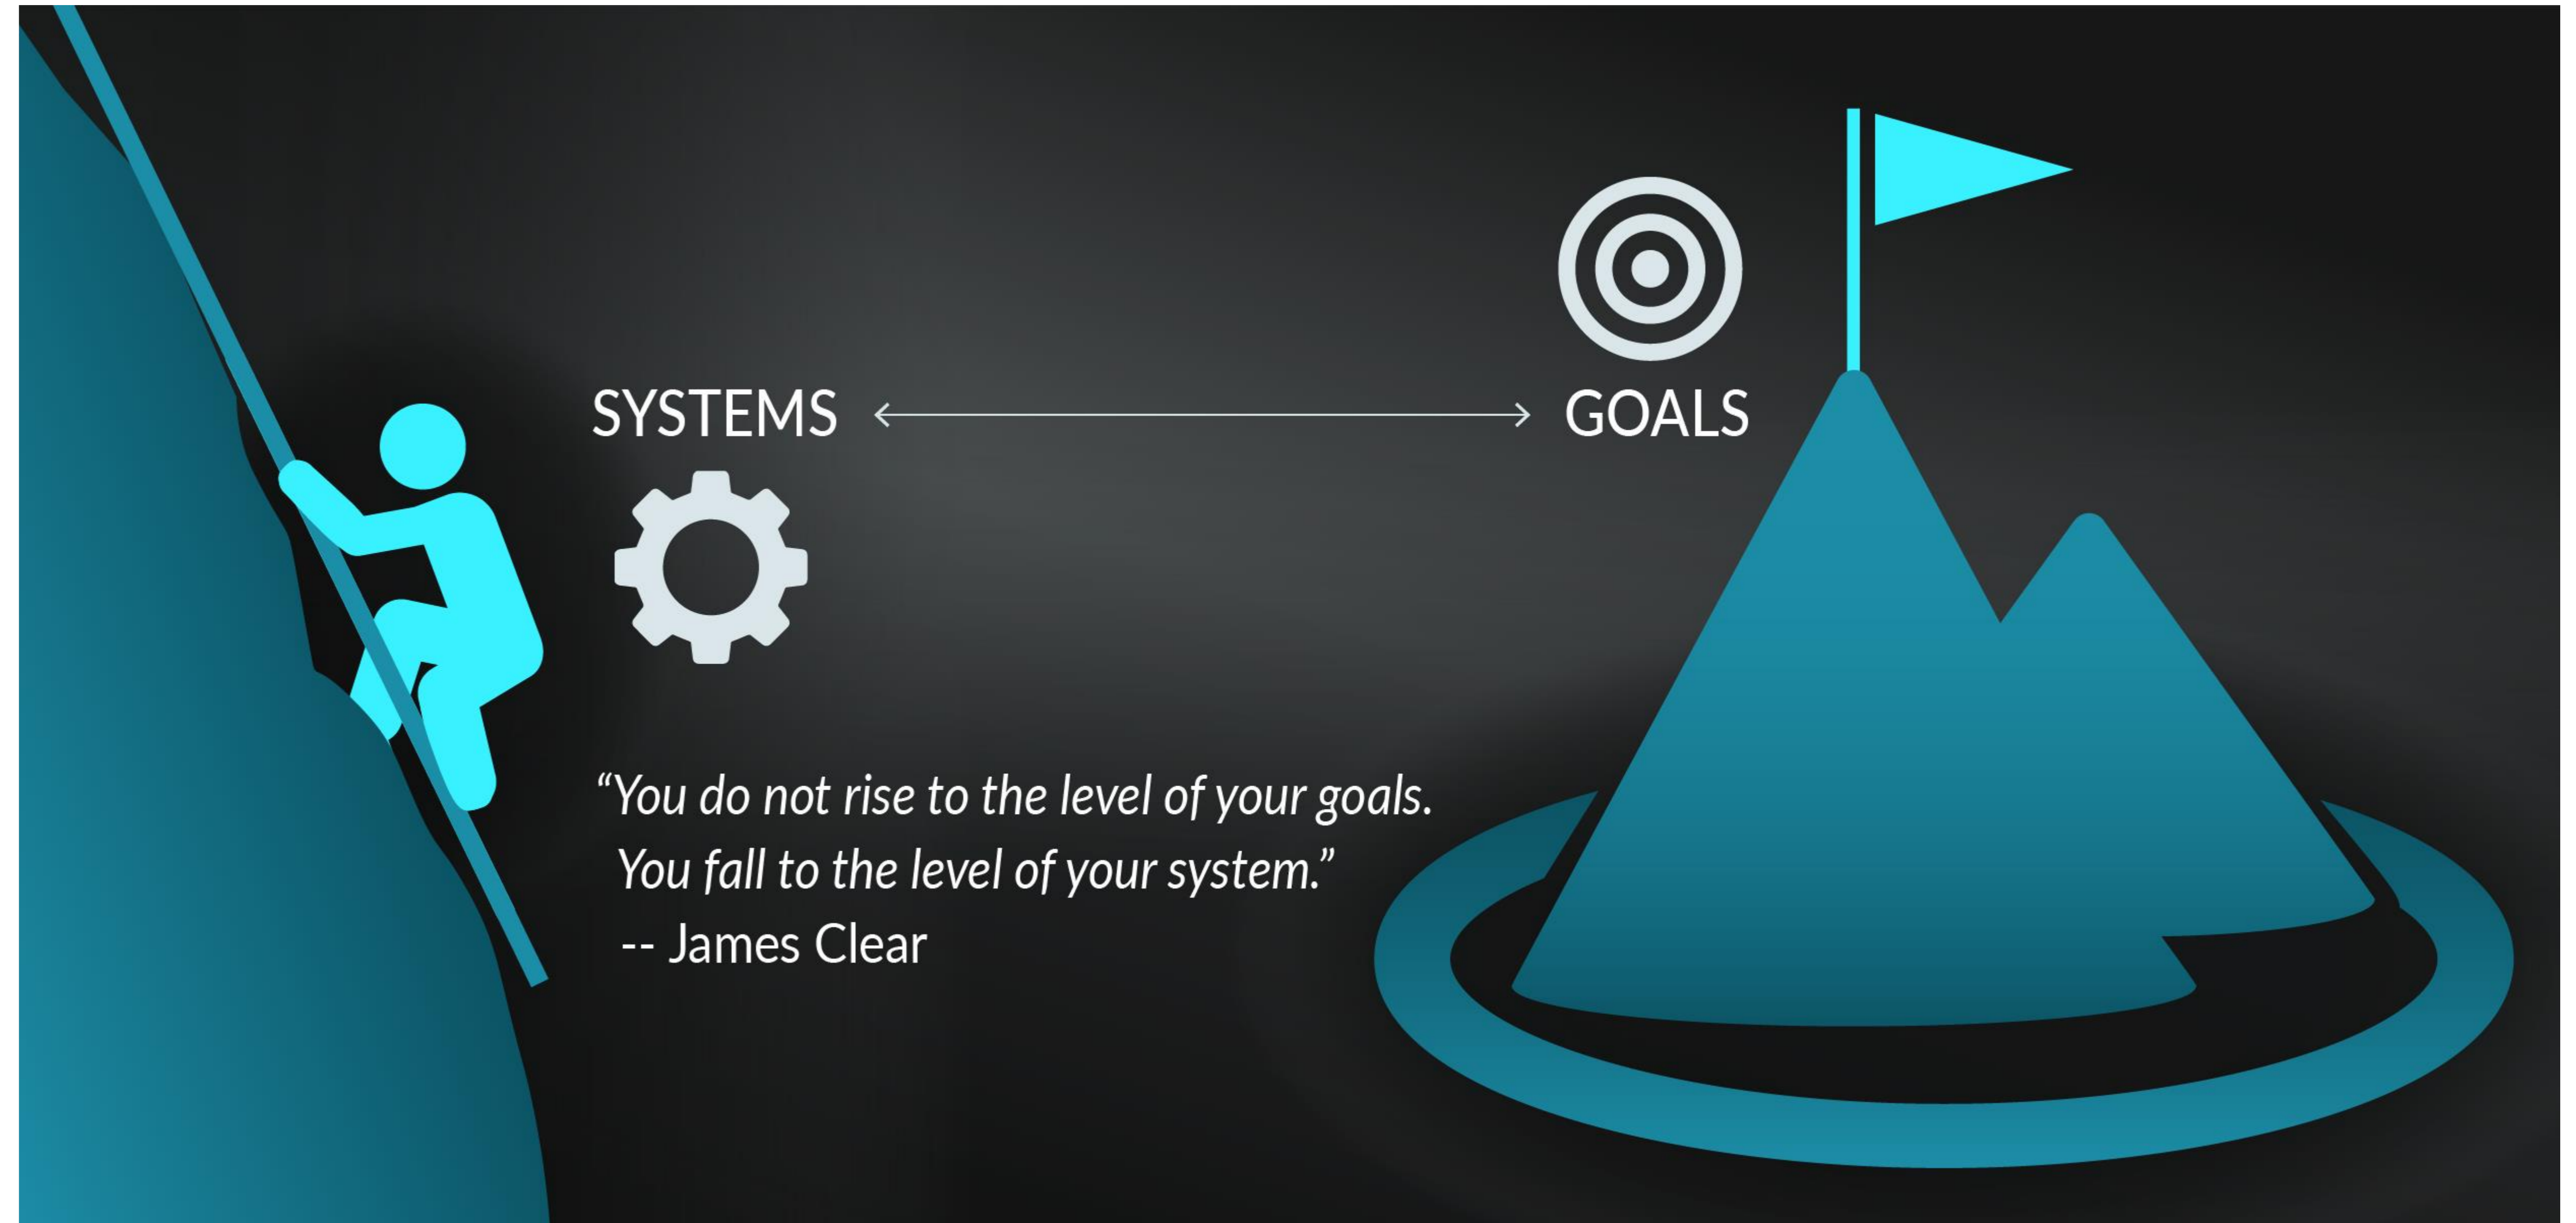 SYSTEMS
GOALS
“You do not rise to the level of your goals.
You fall to the level of your system.”
-- James Clear